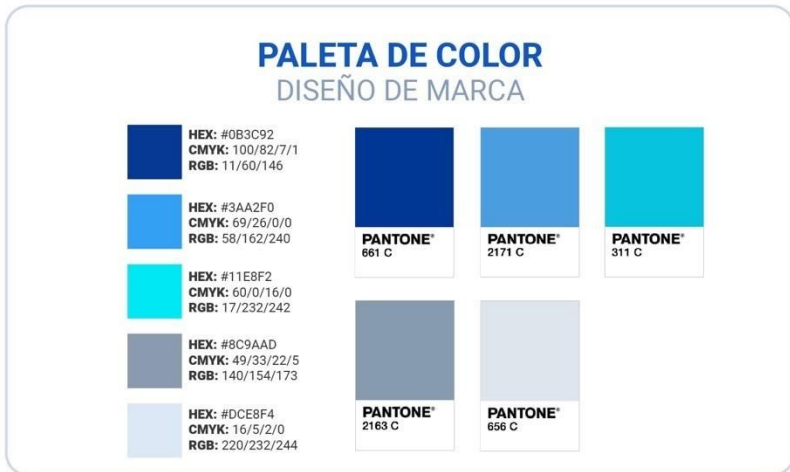 PALETA DE COLOR
DISEÑO DE MARCA
HEX: #0B3C92
CMYK: 100/82/7/1
RGB: 11/60/146
HEX: #3AA2F0
CMYK: 69/26/0/0
RGB: 58/162/240
HEX: #11E8F2
CMYK: 60/0/16/0
RGB: 17/232/242
HEX: #8C9AAD
CMYK: 49/33/22/5
RGB: 140/154/173
HEX: #DCE8F4
CMYK: 16/5/2/0
RGB: 220/232/244
PANTONE®
661 C
PANTONE®
2171 C
PANTONE®
311 C
PANTONE®
2163 C
PANTONE®
656 C